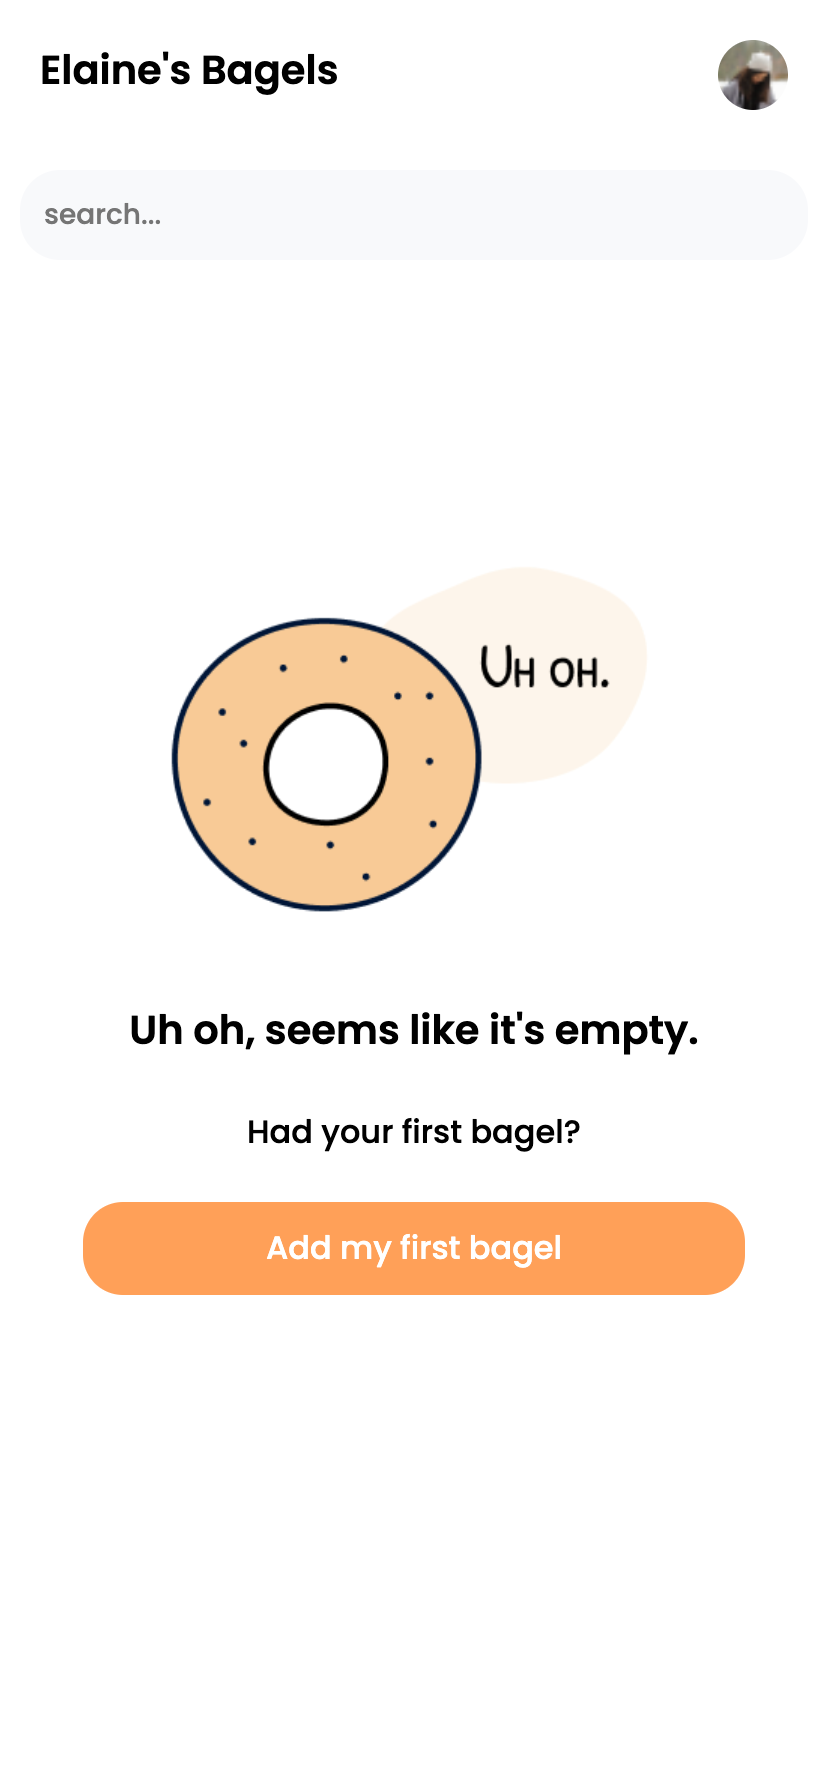 Elaine's Bagels
search...
UH OH.
Uh oh, seems like it's empty.
Had your first bagel?
Add my first bagel